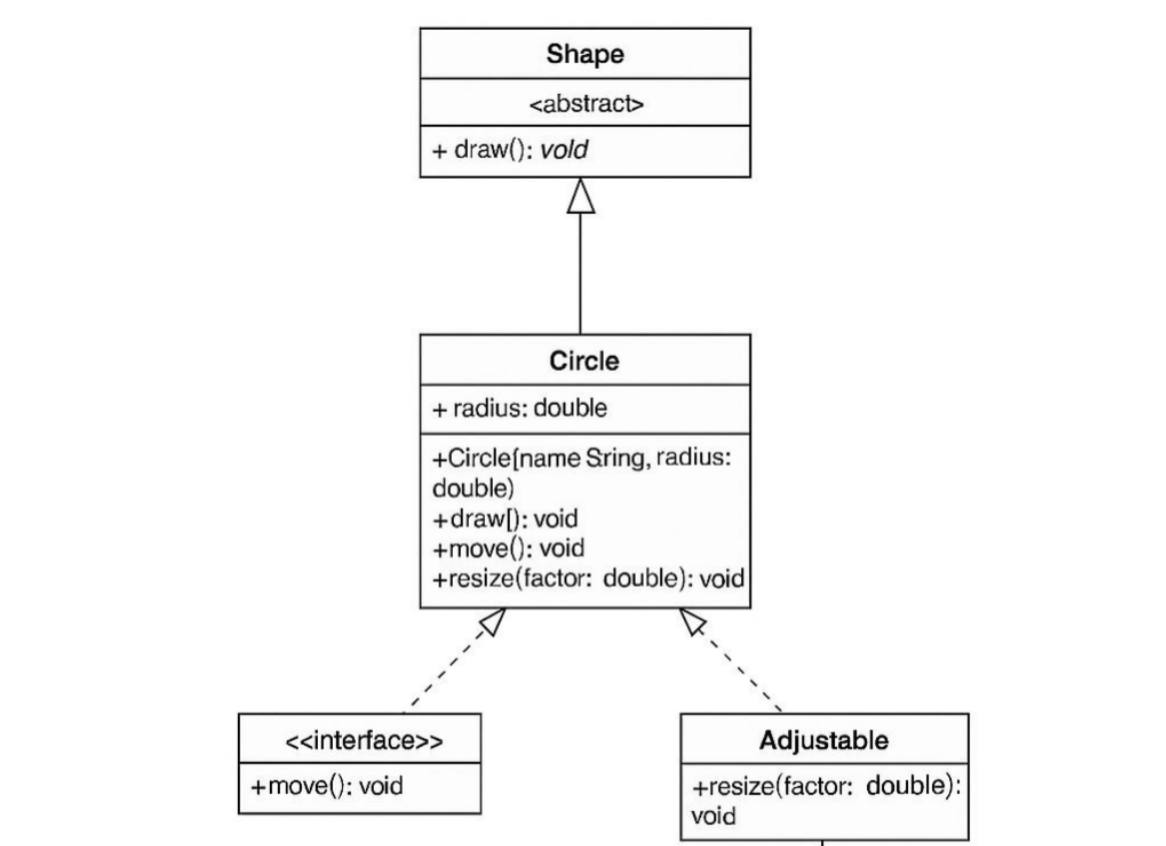 Shape
<abstract>
+ draw(): vold
Circle
+ radius: double
+Circle[name Sring, radius:
double)
+draw[): void
+move(): void
+resize(factor: double): void
<<interface>>
+move(): void
Adjustable
+resize(factor: double):
void